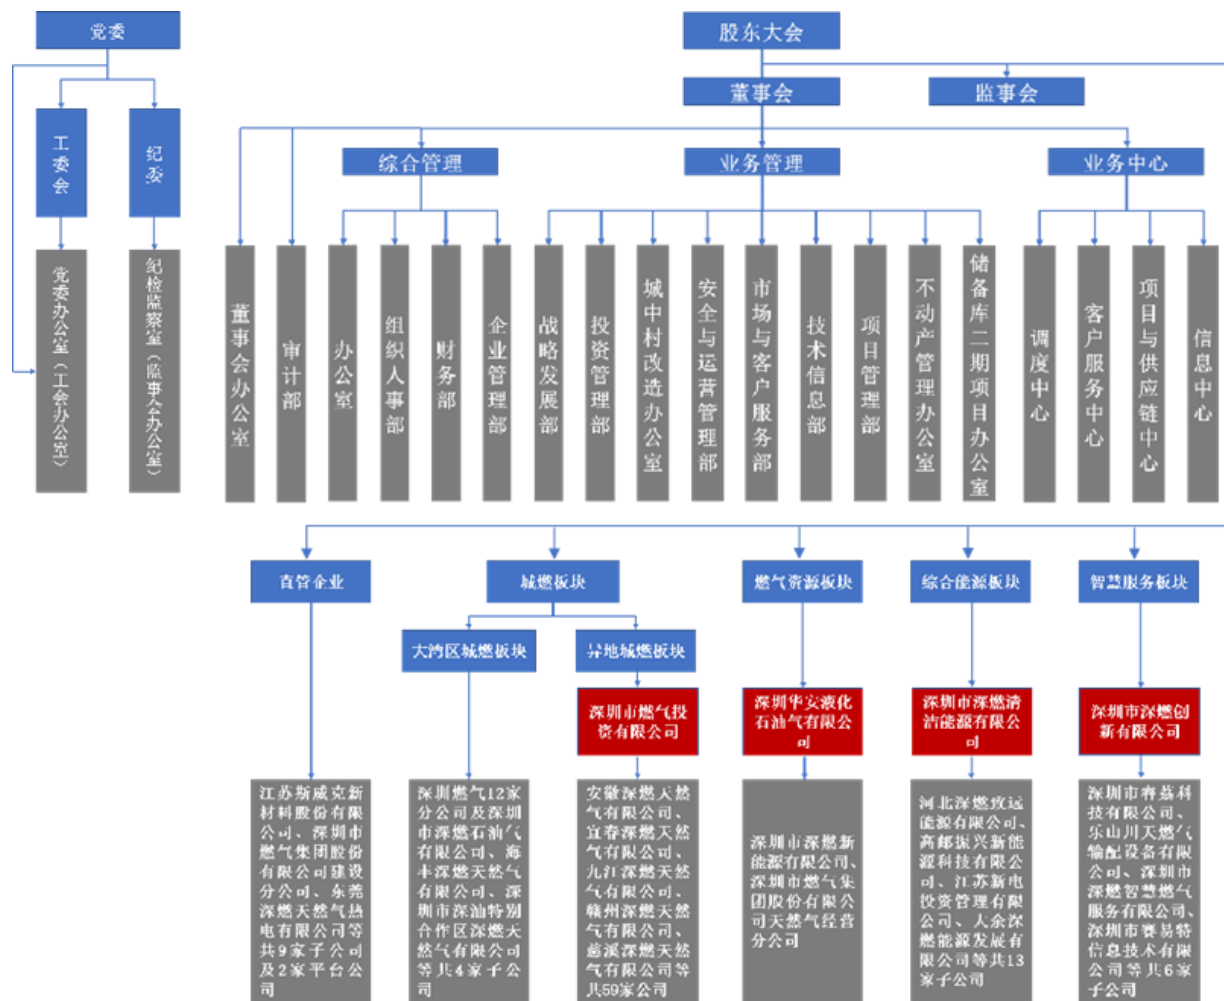 党委
股东大会
董事会
监事会
工委会
纪委
综合管理
业务管理
业务中心
党委办公室（工会办公室）
纪检监察室（监事会办公室）
董事会办公室
审计部
办公室
组织人事部
财务部
企业管理部
战略发展部
投资管理部
城中村改造办公室
安全与运营管理部
市场与客户服务部
技术信息部
项目管理部
不动产管理办公室
储备库二期项目办公室
调度中心
客户服务中心
项目与供应链中心
信息中心
直管企业
城燃板块
燃气资源板块
综合能源板块
智慧服务板块
大湾区城燃板块
异地城燃板块
深圳市燃气投
资有限公司
深圳华安液化
石油气有限公
司
深圳市深燃清
洁能源有限公
司
深圳市深燃创
新有限公司
江苏斯威克新
材料股份有限
公司、深圳市
燃气集团股份
有限公司建设
分公司、东莞
深燃天然气热
电有限公司等
共9家子公司
及2家平台公
司
深圳燃气12家
分公司及深圳
市深燃石油气
有限公司、海
丰深燃天然气
有限公司、深
圳市深汕特别
合作区深燃天
然气有限公司
等共4家子公
司
安徽深燃天然
气有限公司、
宜春深燃天然
气有限公司、
九江深燃天然
气有限公司、
赣州深燃天然
气有限公司、
慈溪深燃天然
气有限公司等
共59家公司
深圳市深燃新
能源有限公司、
深圳市燃气集
团股份有限公
司天然气经营
分公司
河北深燃致远
能源有限公司、
高邮振兴新能
源科技有限公
司、江苏新电
投资管理有限
公司、大余深
燃能源发展有
限公司等共13
家子公司
深圳市睿荔科
技有限公司、
乐山川天燃气
输配设备有限
公司、深圳市
深燃智慧燃气
服务有限公司、
深圳市赛易特
信息技术有限
公司等共6家
子公司